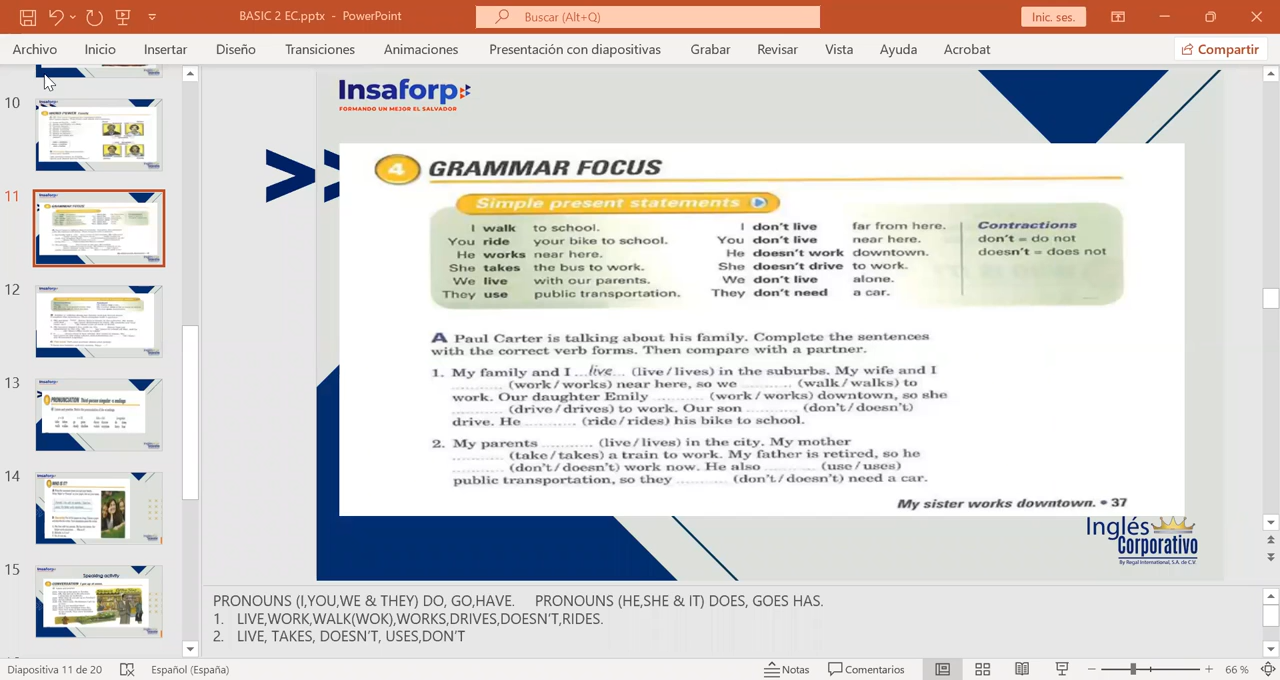 BASIC 2 EC.pptx - PowerPoint
Buscar (Alt+Q)
Inic. ses.
Archivo Inicio Insertar Diseño Transiciones Animaciones Presentación con diapositivas Grabar Revisar Vista Ayuda Acrobat
Compartir
10
11
12
13
14
15
Insaforp
FORMANDO UN MEJOR EL SALVADOR
4 GRAMMAR FOCUS
Simple present statements
I walk to school. I don't live far from here. Contractions
You ride your bike to school. You don't live near here. don't = do not
He works near here. He doesn't work downtown. doesn't = does not
She takes the bus to work. She doesn't drive to work.
We live with our parents. We don't live alone.
They use public transportation. They don't need a car.
A Paul Carter is talking about his family. Complete the sentences
with the correct verb forms. Then compare with a partner.
1. My family and I ...live... (live / lives) in the suburbs. My wife and I
.......... (work / works) near here, so we .......... (walk / walks) to
work. Our daughter Emily .......... (work / works) downtown, so she
.......... (drive / drives) to work. Our son .......... (don't / doesn't)
drive. He .......... (ride / rides) his bike to school.
2. My parents .......... (live / lives) in the city. My mother
.......... (take / takes) a train to work. My father is retired, so he
.......... (don't / doesn't) work now. He also .......... (use / uses)
public transportation, so they .......... (don't / doesn't) need a car.
My sister works downtown. • 37
Inglés
Corporativo
By Regal International, S.A. de C.V.
PRONOUNS (I,YOU,WE & THEY) DO, GO,HAVE. PRONOUNS (HE,SHE & IT) DOES, GOES HAS.
1. LIVE,WORK,WALK(WOK),WORKS,DRIVES,DOESN'T,RIDES.
2. LIVE, TAKES, DOESN'T, USES,DON'T
Diapositiva 11 de 20 Español (España) Notas Comentarios 66 %